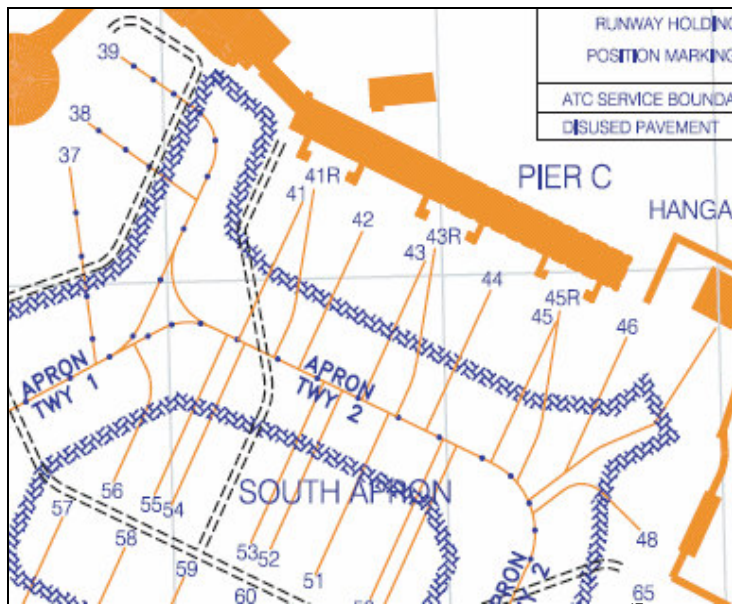 RUNWAY HOLDING
POSITION MARKING
ATC SERVICE BOUNDA
DISUSED PAVEMENT
39
38
37
PIER C
HANGA
41R
41
42
43R
43
44
45R
45
46
APRON
TWY 1
APRON
TWY 2
SOUTH APRON
56
55
54
57
58
59
60
53
52
51
48
APRON
2
65